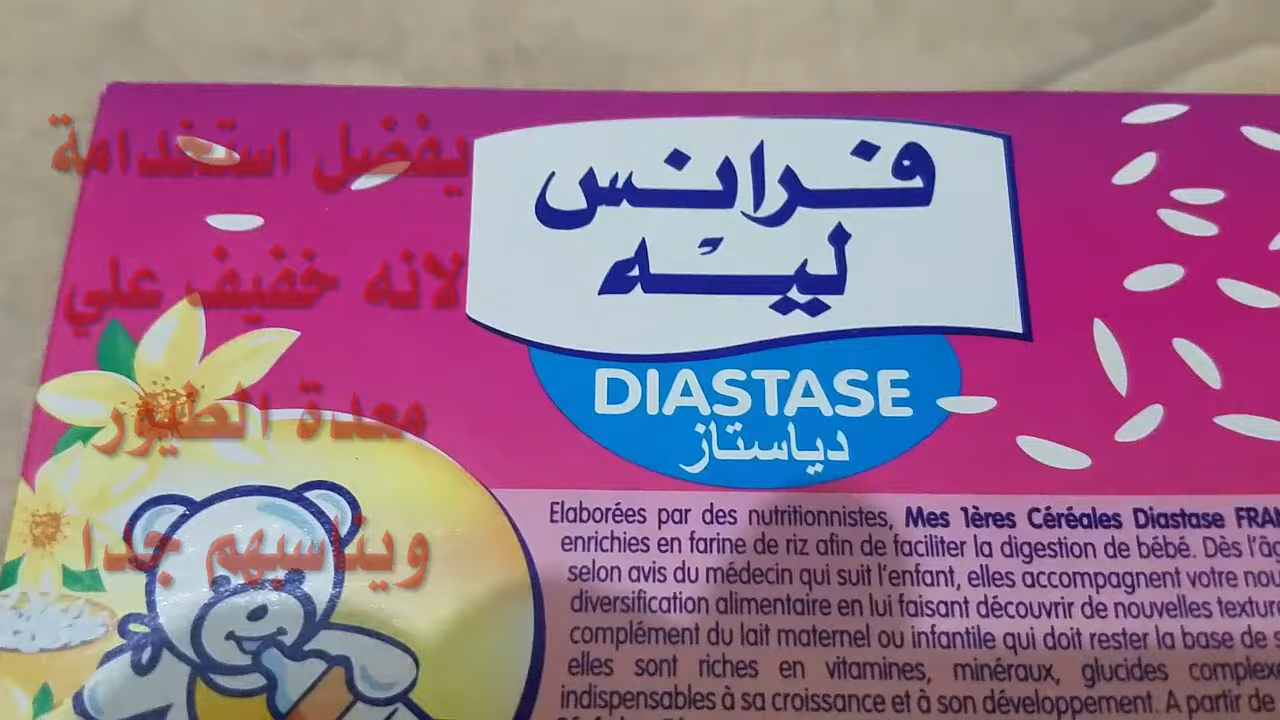 يفضل استخدامة
لانه خفيف علي
معدة الطيور
ويناسبهم جدا
فرانس
ليه
DIASTASE
دياستاز
Elaborées par des nutritionnistes, Mes 1ères Céréales Diastase FRAN
enrichies en farine de riz afin de faciliter la digestion de bébé. Dès l'âg
selon avis du médecin qui suit l'enfant, elles accompagnent votre nou
diversification alimentaire en lui faisant découvrir de nouvelles textur
complément du lait maternel ou infantile qui doit rester la base de s
elles sont riches en vitamines, minéraux, glucides complexe
indispensables à sa croissance et à son développement. A partir de